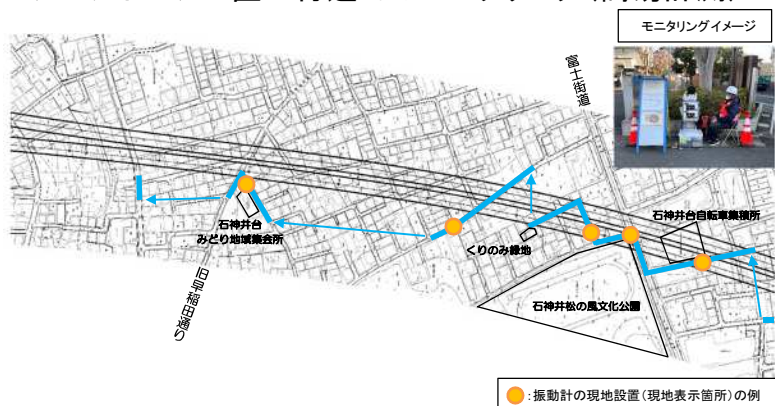 モニタリングイメージ
富士街道
石神井台
みどり地域集会所
旧早稲田通り
くりのみ緑地
石神井台自転車集積所
石神井松の風文化公園
:振動計の現地設置(現地表示箇所)の例